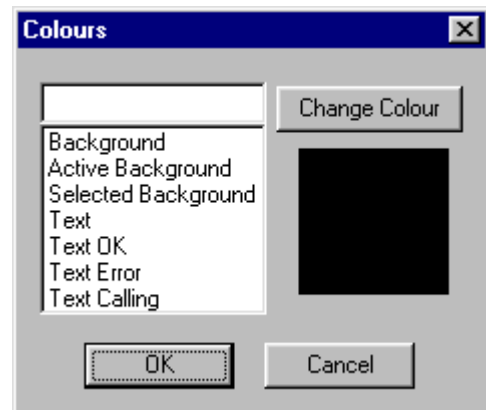 Colours
Change Colour
Background
Active Background
Selected Background
Text
Text OK
Text Error
Text Calling
OK
Cancel